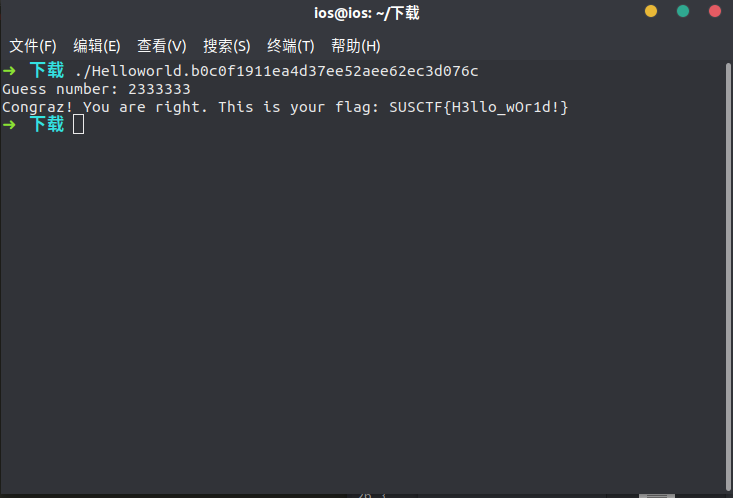 ios@ios: ~/下载
文件(F) 编辑(E) 查看(V) 搜索(S) 终端(T) 帮助(H)
➜ 下载 ./Helloworld.b0c0f1911ea4d37ee52aee62ec3d076c
Guess number: 2333333
Congraz! You are right. This is your flag: SUSCTF{H3llo_wOr1d!}
➜ 下载